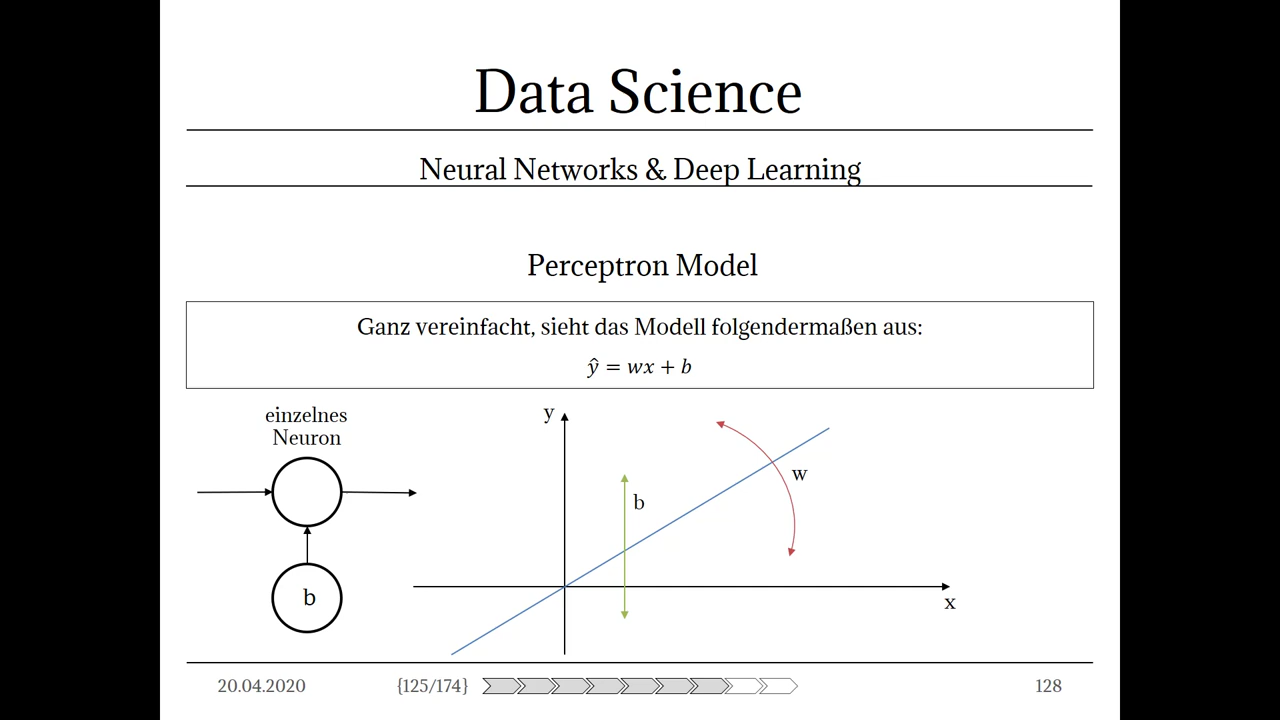 Data Science
Neural Networks & Deep Learning
Perceptron Model
Ganz vereinfacht, sieht das Modell folgendermaßen aus:
ŷ = wx + b
einzelnes
Neuron
b
y
b
w
x
20.04.2020
{125/174}
128